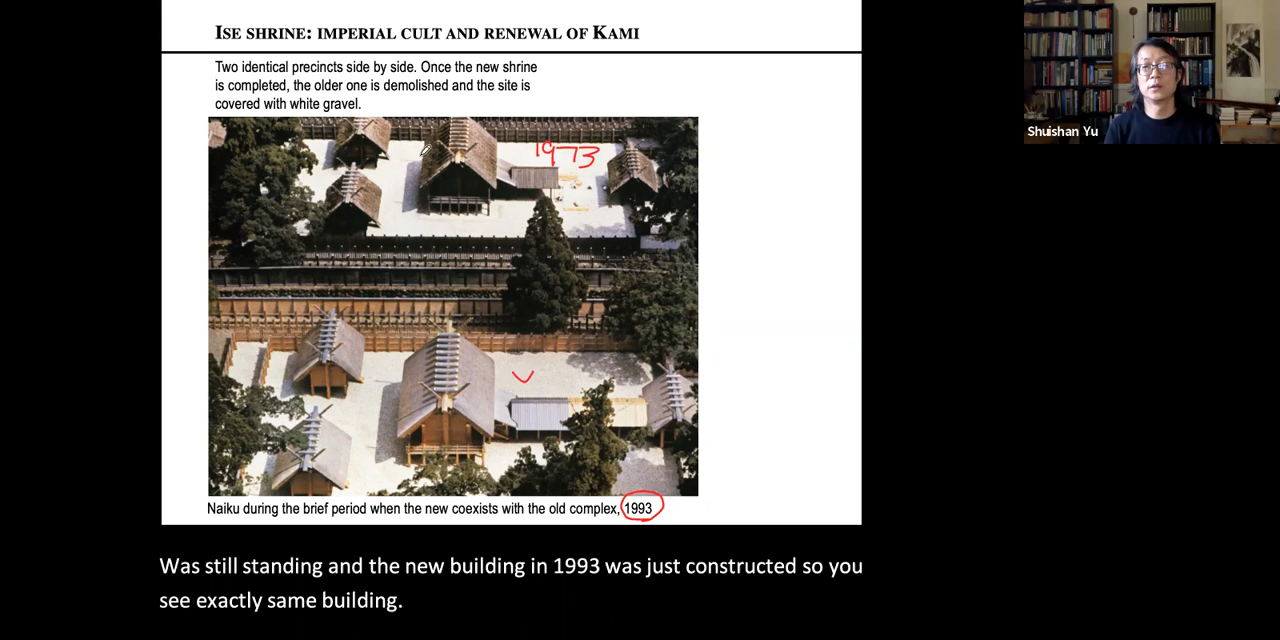 ISE SHRINE: IMPERIAL CULT AND RENEWAL OF KAMI
Two identical precincts side by side. Once the new shrine
is completed, the older one is demolished and the site is
covered with white gravel.
1973
Naiku during the brief period when the new coexists with the old complex, 1993
Shuishan Yu
Was still standing and the new building in 1993 was just constructed so you
see exactly same building.